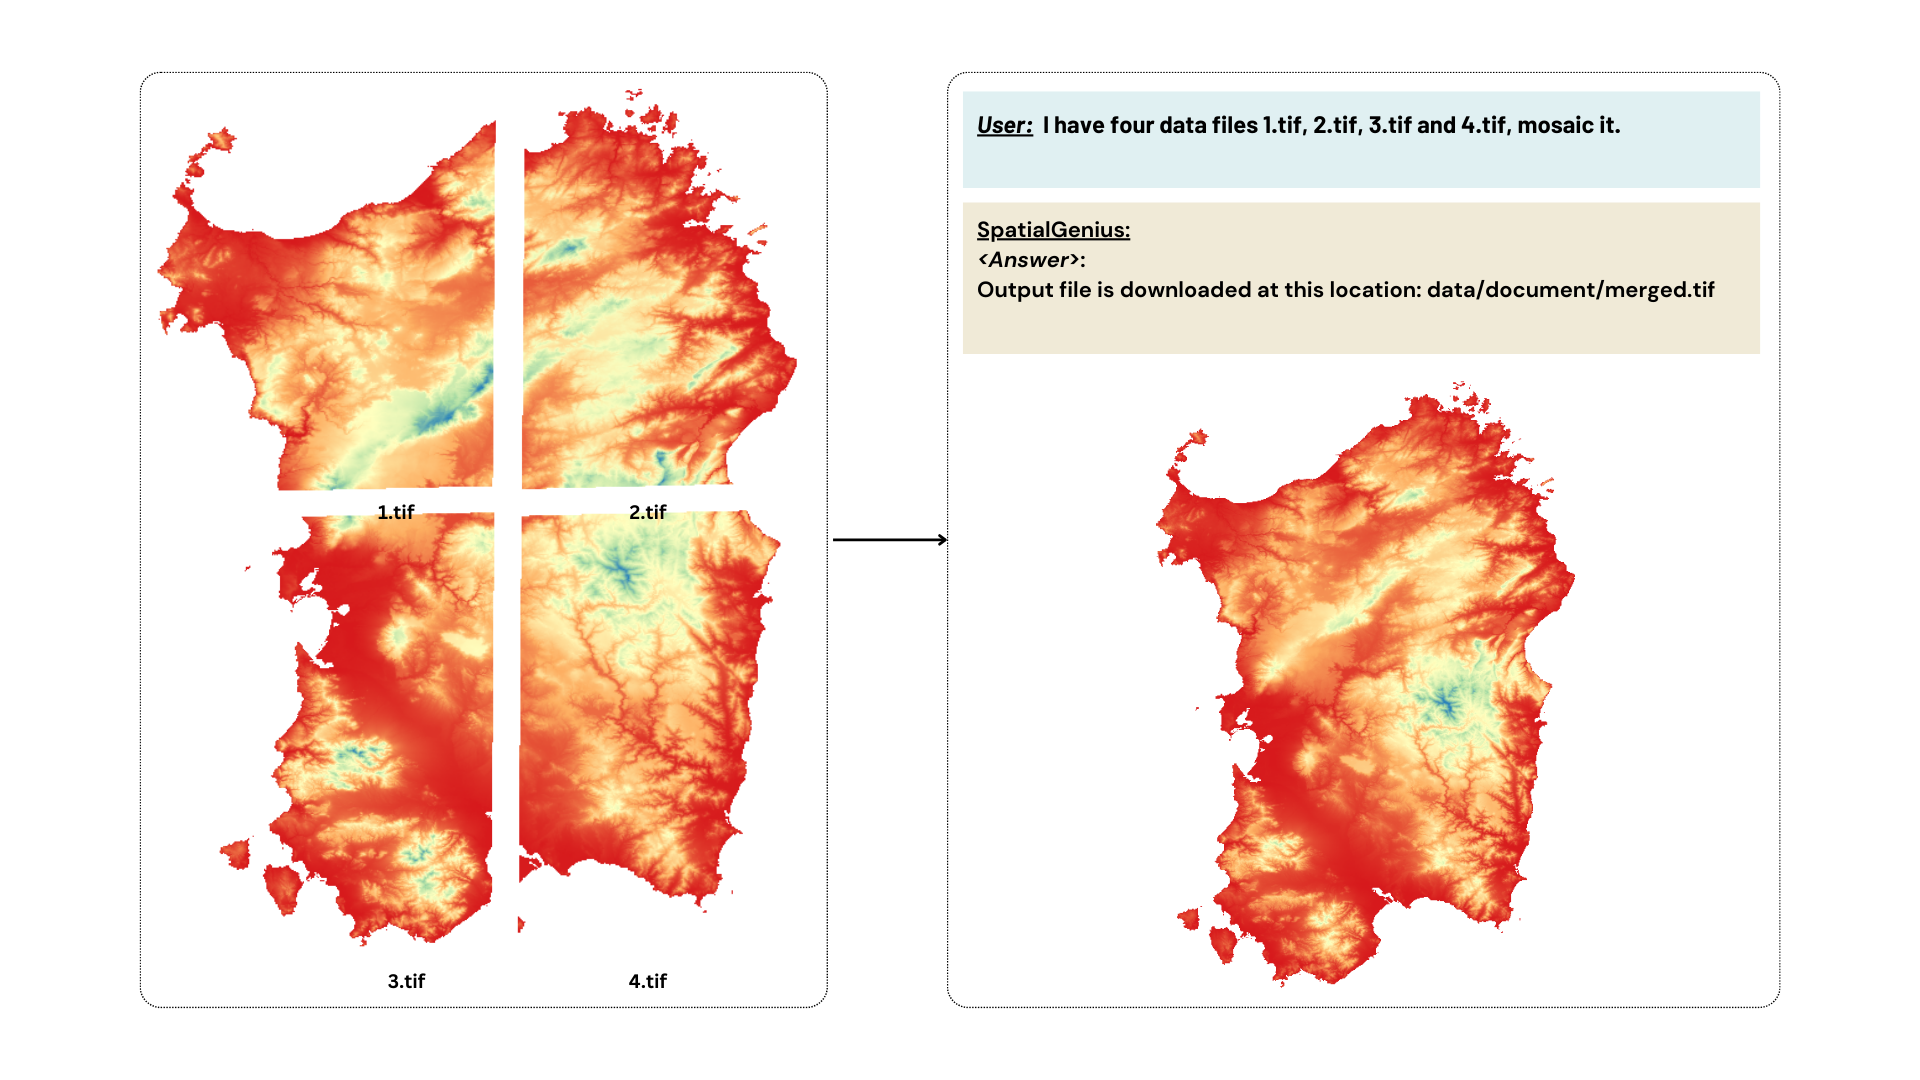 1.tif
2.tif
3.tif
4.tif
User: I have four data files 1.tif, 2.tif, 3.tif and 4.tif, mosaic it.
SpatialGenius:
<Answer>:
Output file is downloaded at this location: data/document/merged.tif